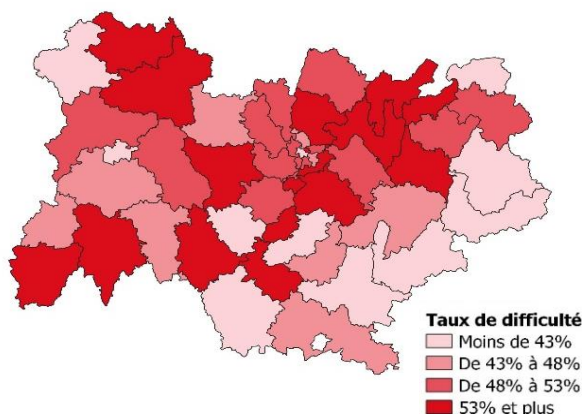 Taux de difficulté
Moins de 43%
De 43% à 48%
De 48% à 53%
53% et plus